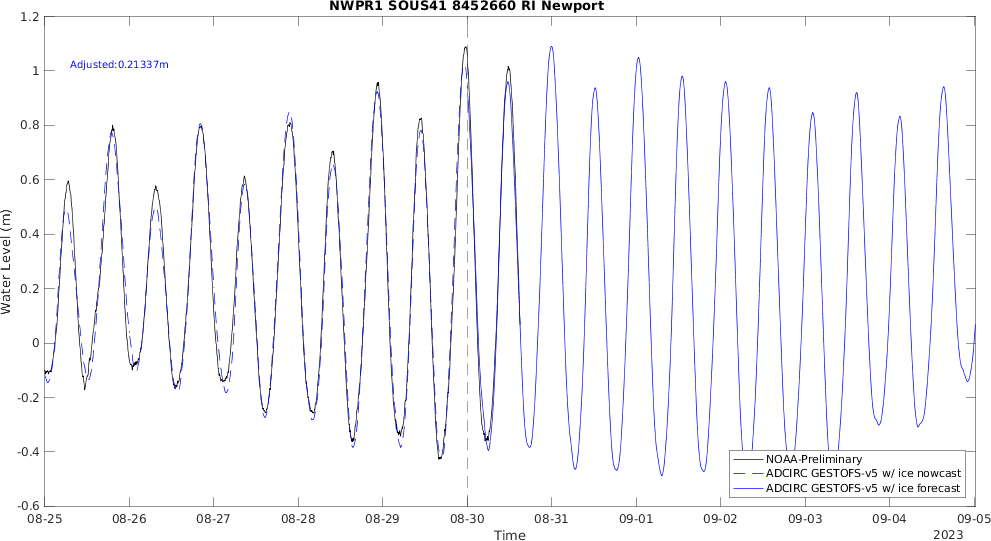 NWPR1 SOUS41 8452660 RI Newport
1.2
1
0.8
0.6
0.4
0.2
0
-0.2
-0.4
-0.6
Water Level (m)
Adjusted:0.21337m
NOAA-Preliminary
ADCIRC GESTOFS-v5 w/ ice nowcast
ADCIRC GESTOFS-v5 w/ ice forecast
08-25 08-26 08-27 08-28 08-29 08-30 08-31 09-01 09-02 09-03 09-04 09-05
Time
2023